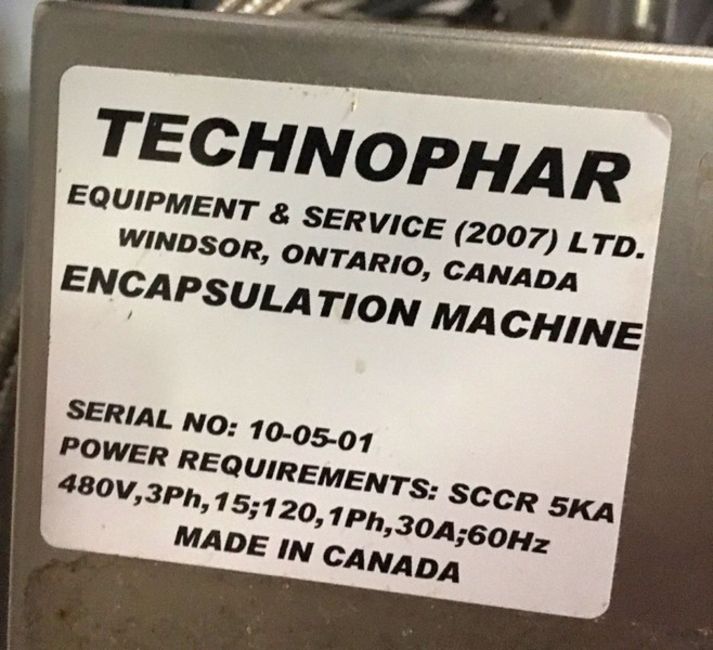 TECHNOPHAR
EQUIPMENT & SERVICE (2007) LTD.
WINDSOR, ONTARIO, CANADA
ENCAPSULATION MACHINE
SERIAL NO: 10-05-01
POWER REQUIREMENTS: SCCR 5KA
480V,3Ph,15;120,1Ph,30A;60Hz
MADE IN CANADA